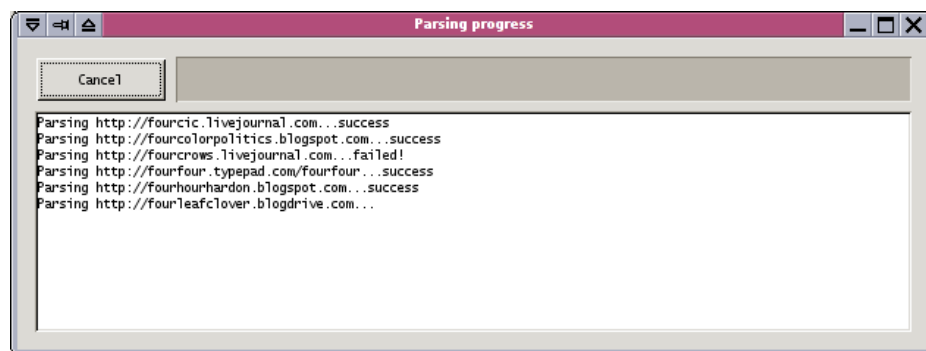 Parsing progress
Cancel
Parsing http://fourcic.livejournal.com...success
Parsing http://fourcolorpolitics.blogspot.com...success
Parsing http://fourcrows.livejournal.com...failed!
Parsing http://fourfour.typepad.com/fourfour...success
Parsing http://fourhourhardon.blogspot.com...success
Parsing http://fourleafclover.blogdrive.com...